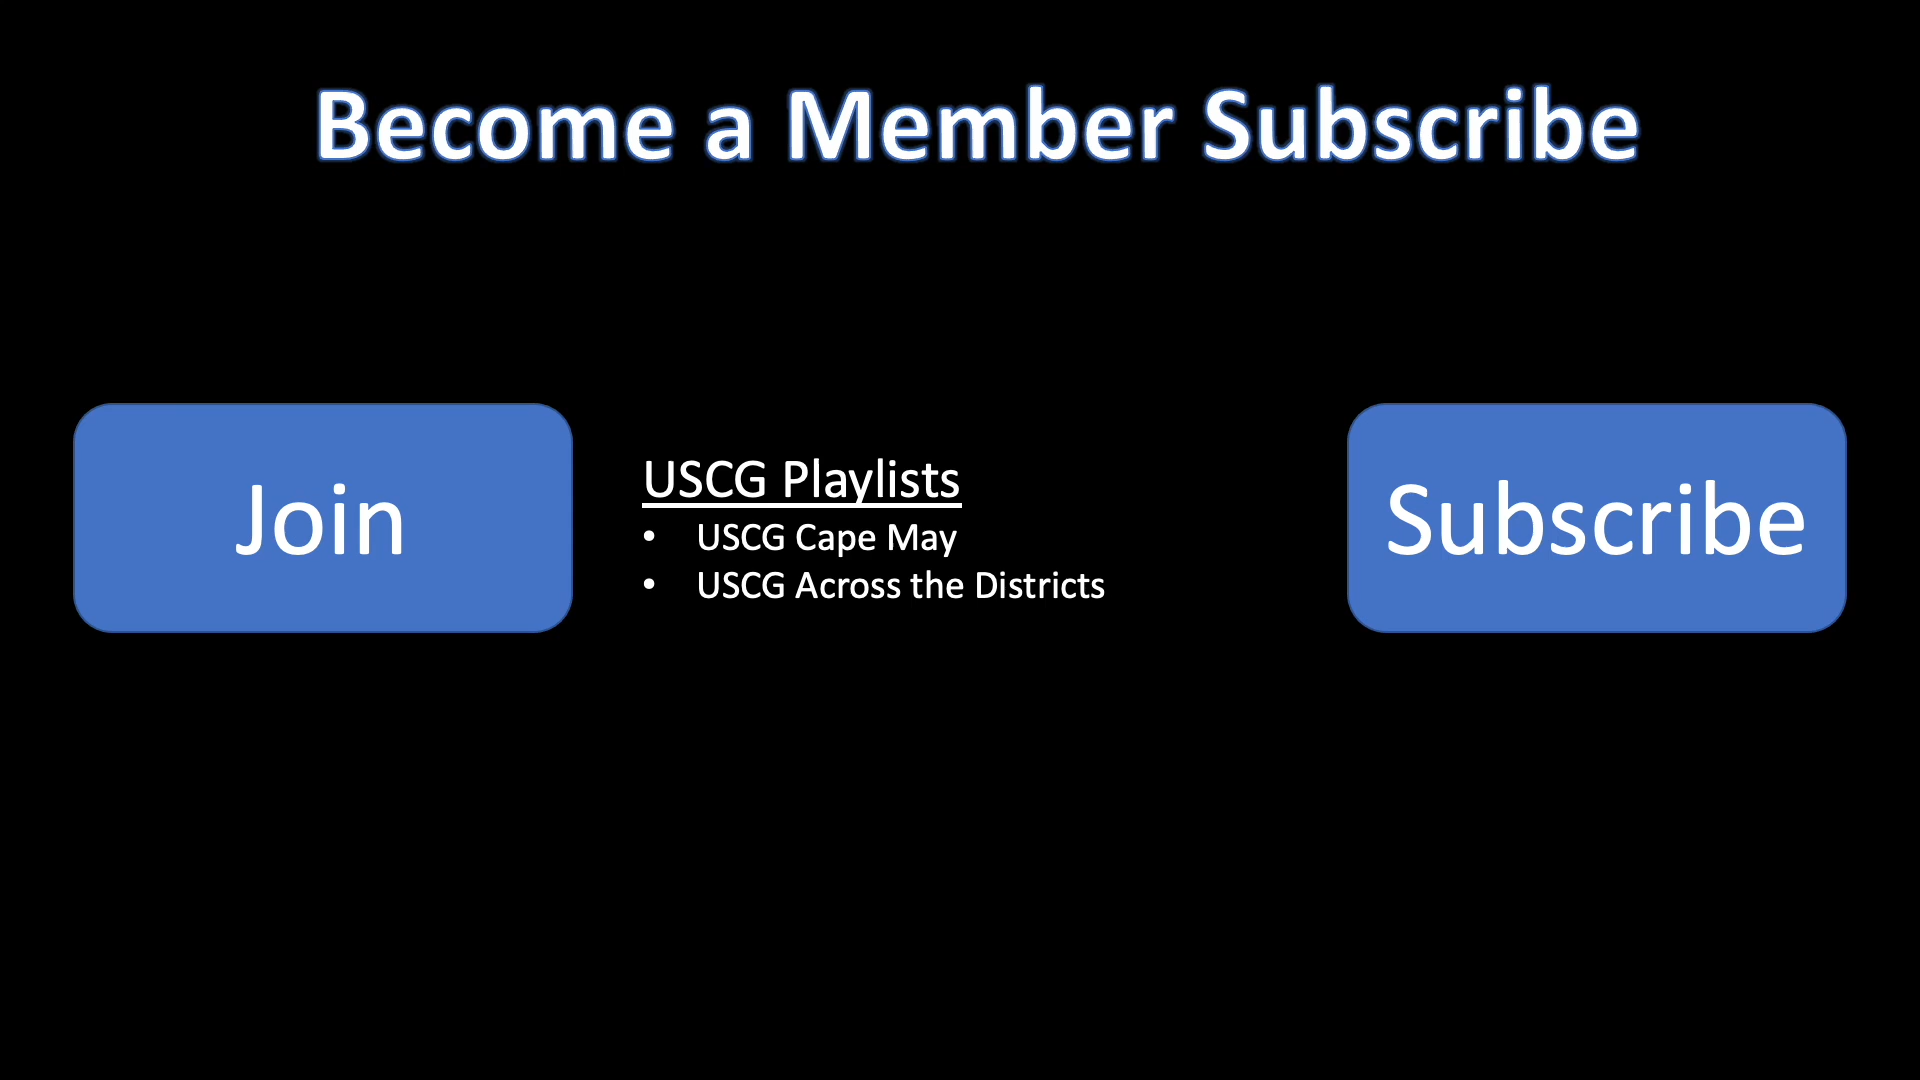 Become a Member Subscribe
Join
USCG Playlists
• USCG Cape May
• USCG Across the Districts
Subscribe